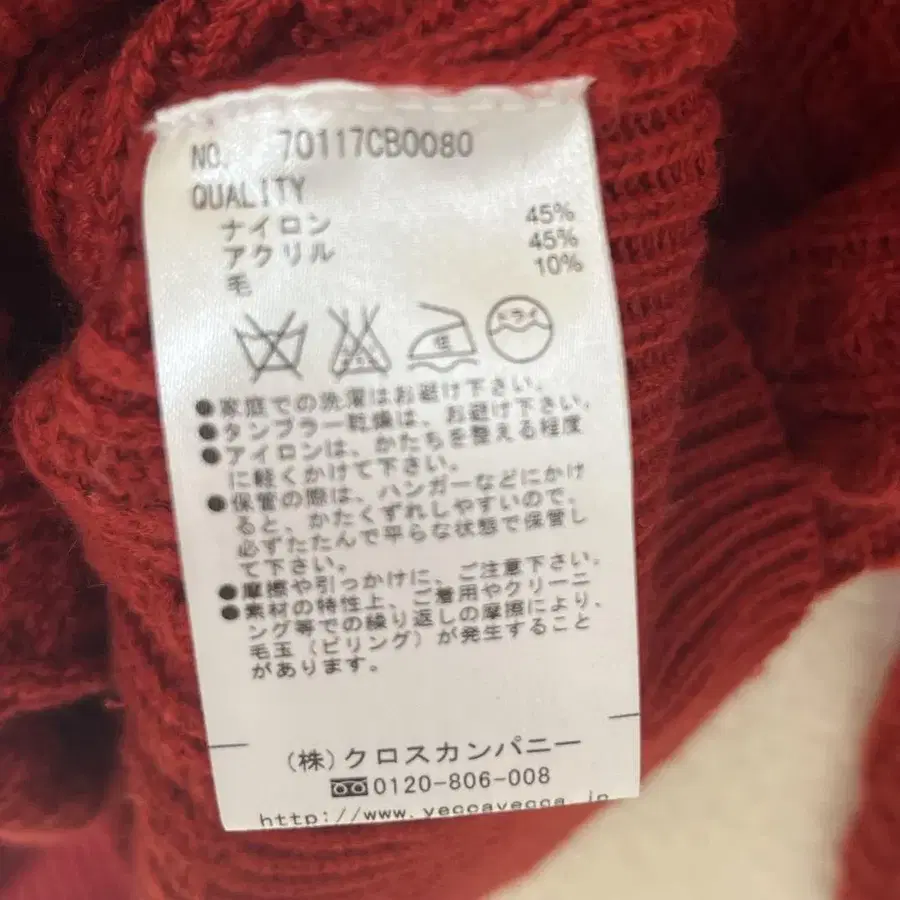 NO. 70117CB0080
QUALITY
ナイロン 45%
アクリル 45%
毛 10%
低 ドライ
●家庭での洗濯はお避け下さい。
●タンブラー乾燥は、お避け下さい。
●アイロンは、かたちを整える程度
に軽くかけて下さい。
●保管の際は、ハンガーなどにかけ
ると、かたくずれしやすいので、
必ずたたんで平らな状態で保管し
て下さい。
●摩擦や引っかけに、ご注意下さい。
●素材の特性上、ご着用やクリーニ
ング等での繰り返しの摩擦により、
毛玉（ピリング）が発生すること
があります。
(株)クロスカンパニー
0120-806-008
http://www.yeccavecca.jp